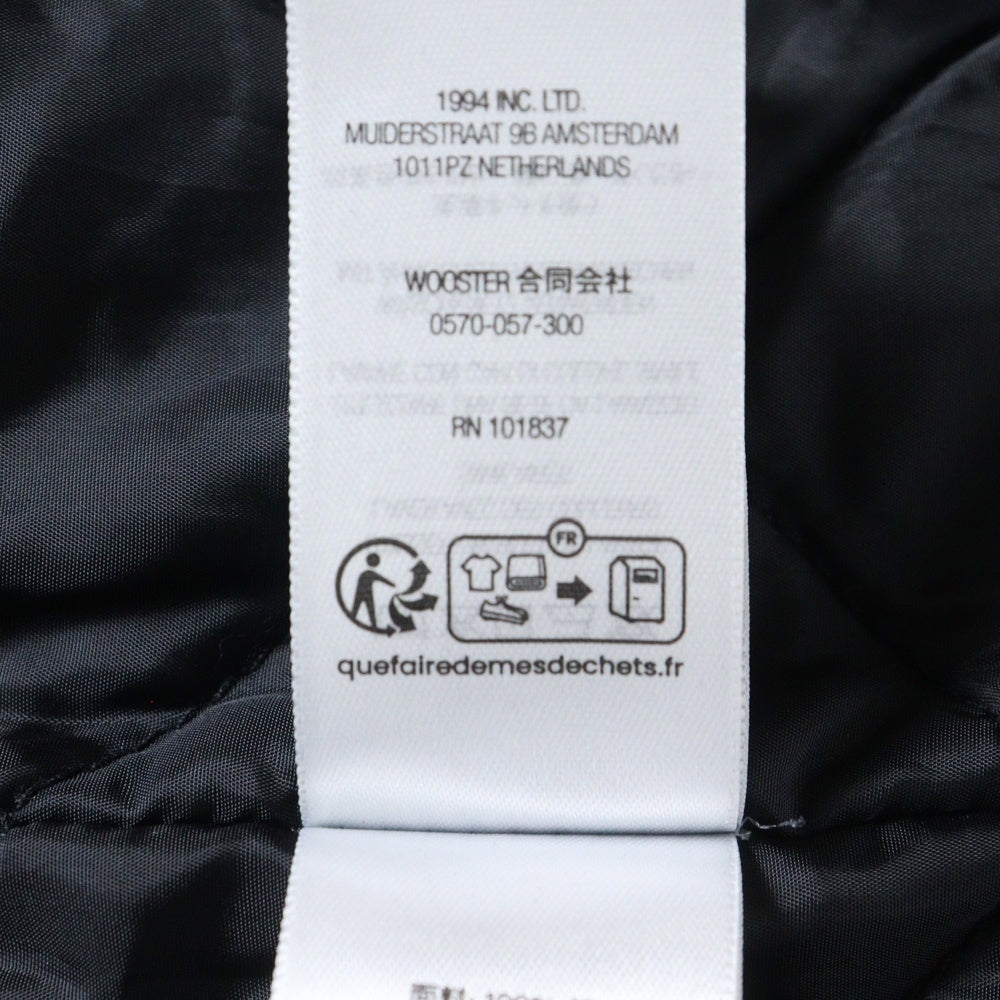 1994 INC. LTD.
MUIDERSTRAAT 9B AMSTERDAM
1011PZ NETHERLANDS
WOOSTER 合同会社
0570-057-300
RN 101837
FR
quefairedemesdechets.fr